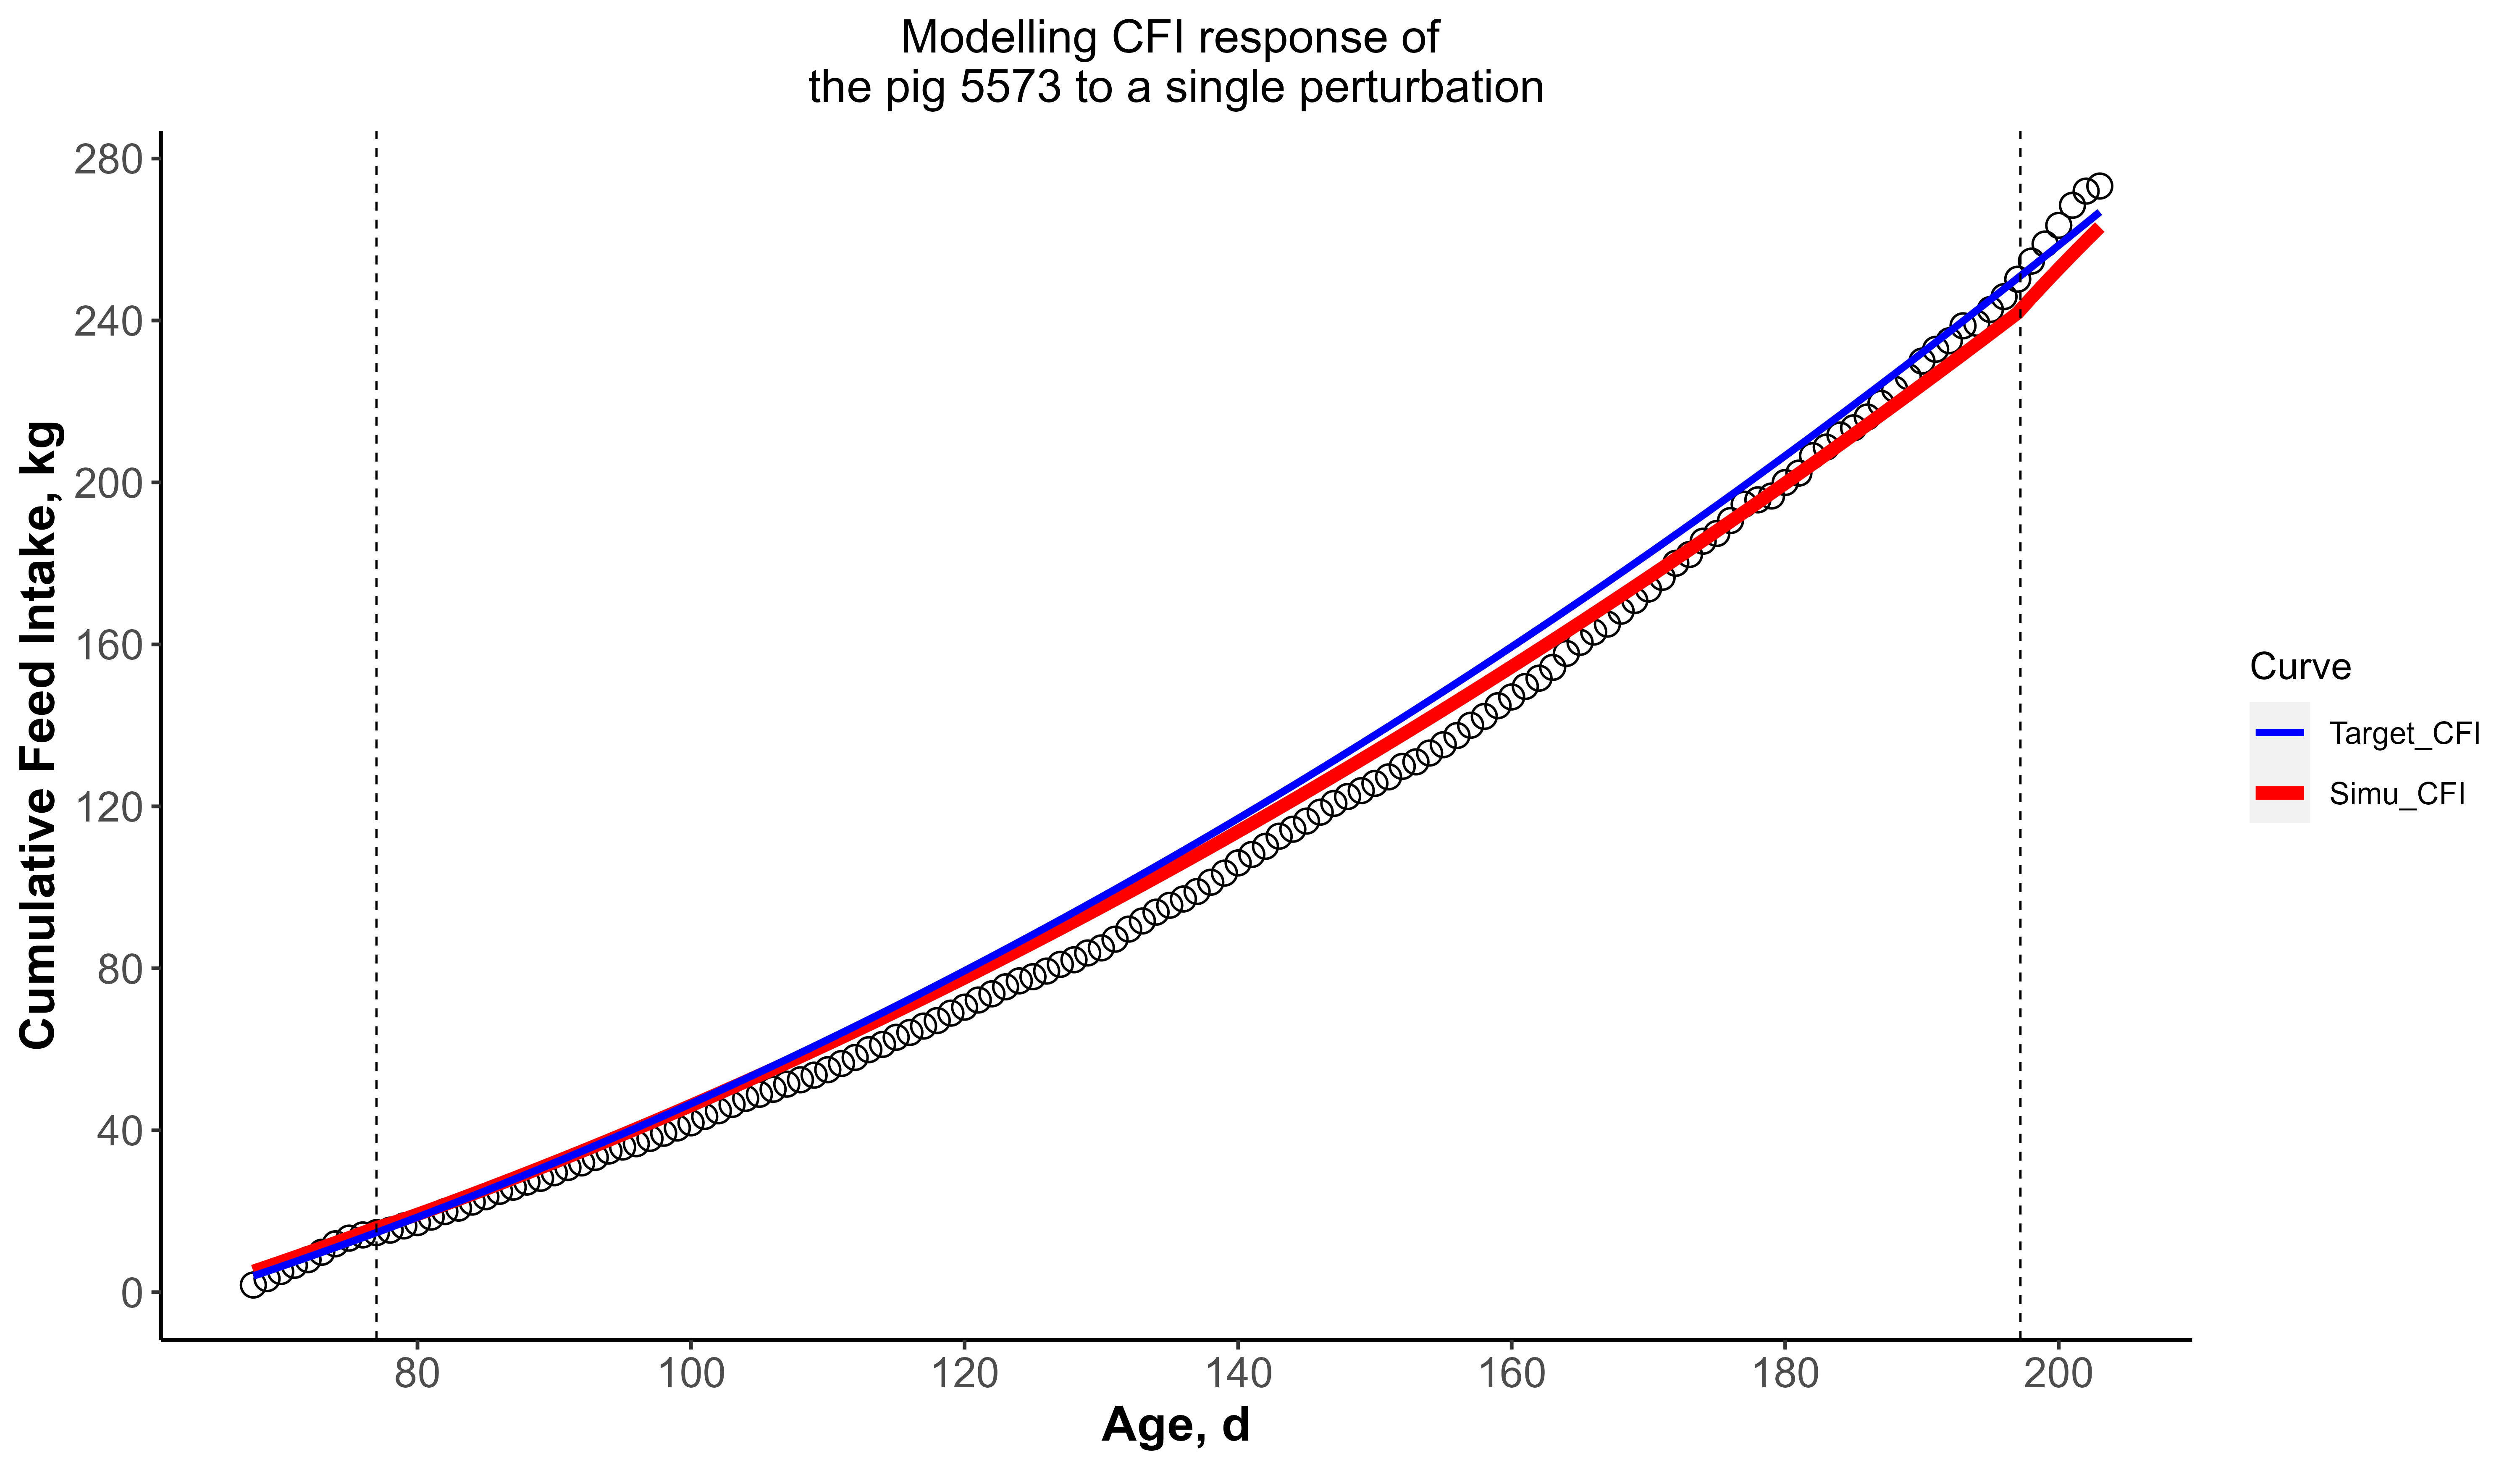 Modelling CFI response of
the pig 5573 to a single perturbation
280
240
200
160
120
80
40
0
Cumulative Feed Intake, kg
80 100 120 140 160 180 200
Age, d
Curve
Target_CFI
Simu_CFI